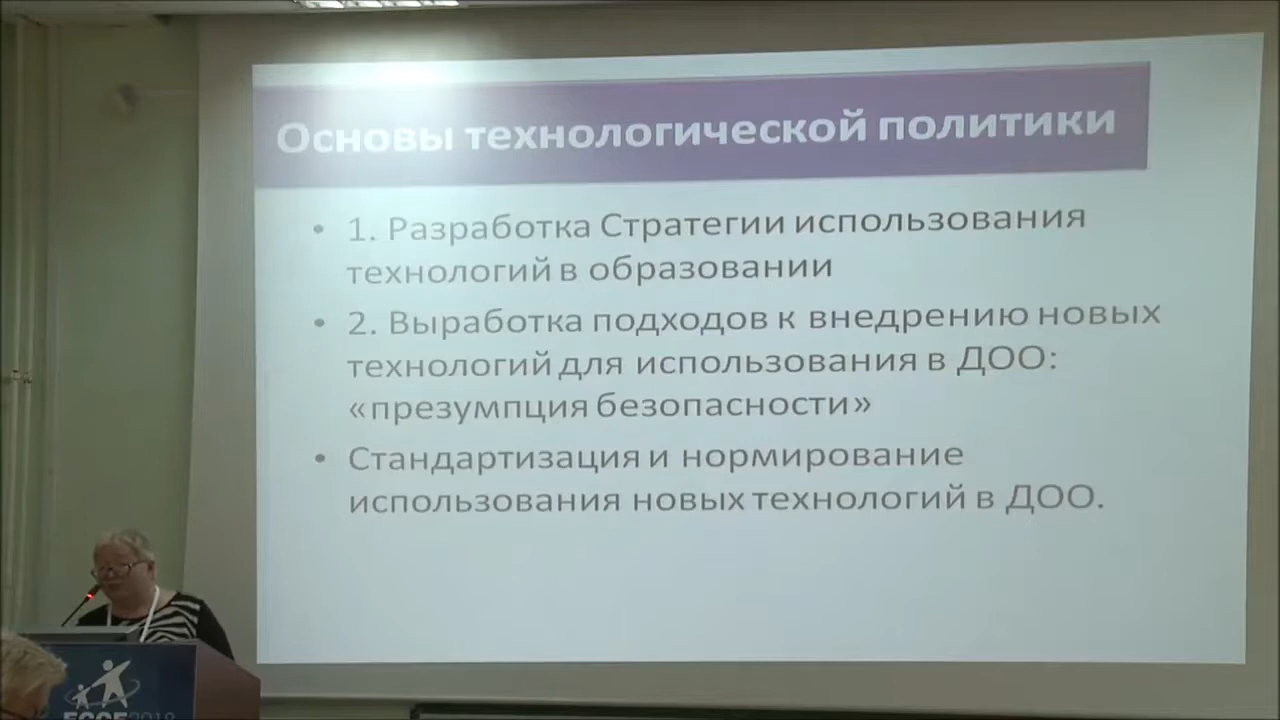 Основы технологической политики
• 1. Разработка Стратегии использования
технологий в образовании
• 2. Выработка подходов к внедрению новых
технологий для использования в ДОО:
«презумпция безопасности»
• Стандартизация и нормирование
использования новых технологий в ДОО.